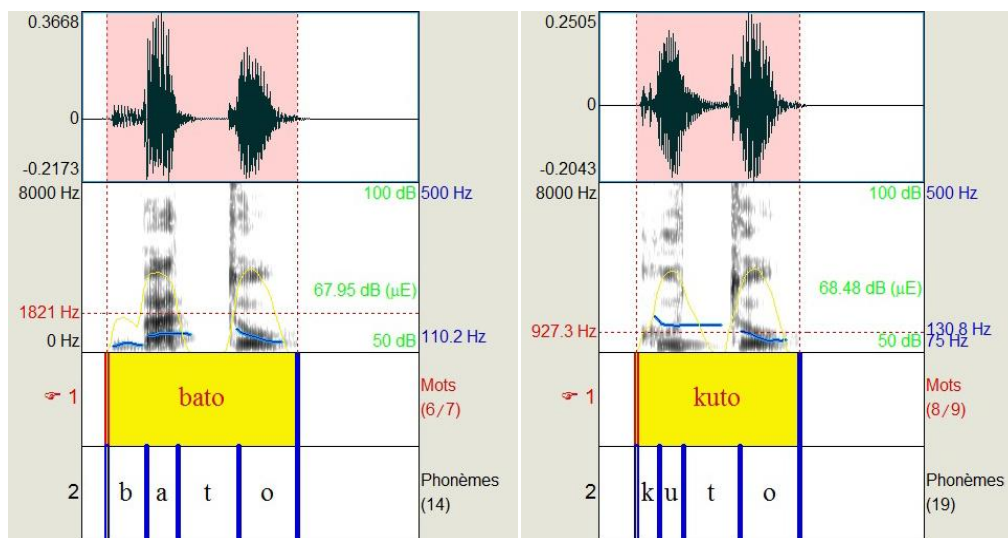 0.3668
0
-0.2173
8000 Hz
100 dB
500 Hz
67.95 dB (µE)
1821 Hz
0 Hz
50 dB
110.2 Hz
☞ 1
bato
Mots
(6/7)
2
b a t o
Phonèmes
(14)
0.2505
0
-0.2043
8000 Hz
100 dB
500 Hz
68.48 dB (µE)
927.3 Hz
0 Hz
50 dB
130.8 Hz
75 Hz
☞ 1
kuto
Mots
(8/9)
2
k u t o
Phonèmes
(19)